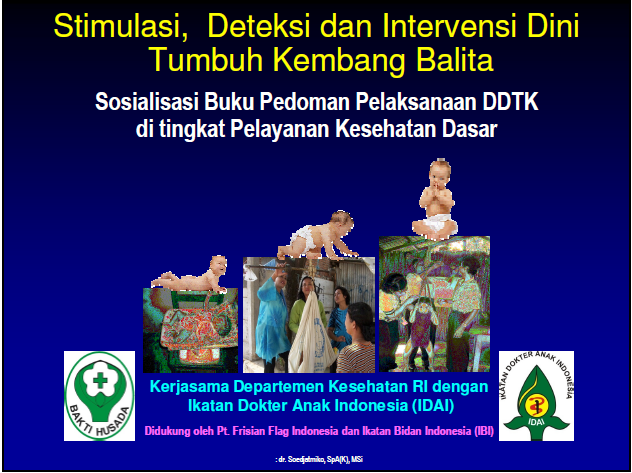 Stimulasi, Deteksi dan Intervensi Dini
Tumbuh Kembang Balita
Sosialisasi Buku Pedoman Pelaksanaan DDTK
di tingkat Pelayanan Kesehatan Dasar
BAKTI HUSADA
Kerjasama Departemen Kesehatan RI dengan
Ikatan Dokter Anak Indonesia (IDAI)
Didukung oleh Pt. Frisian Flag Indonesia dan Ikatan Bidan Indonesia (IBI)
IKATAN DOKTER ANAK INDONESIA
IDAI
: dr. Soedjatmiko, SpA(K), MSi